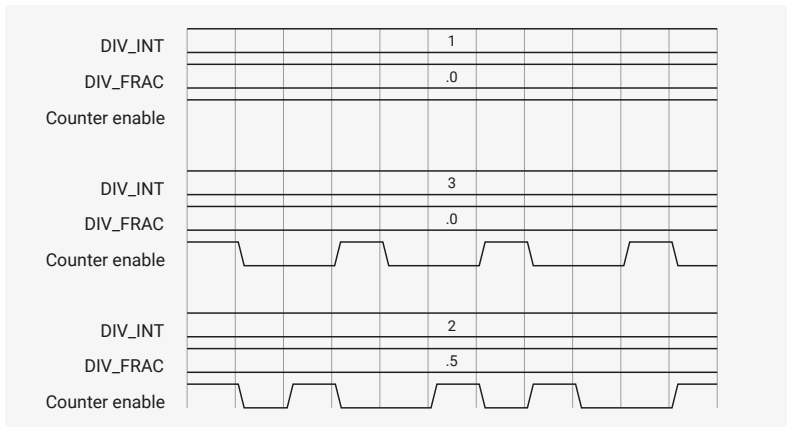 DIV_INT 1
DIV_FRAC .0
Counter enable
DIV_INT 3
DIV_FRAC .0
Counter enable
DIV_INT 2
DIV_FRAC .5
Counter enable